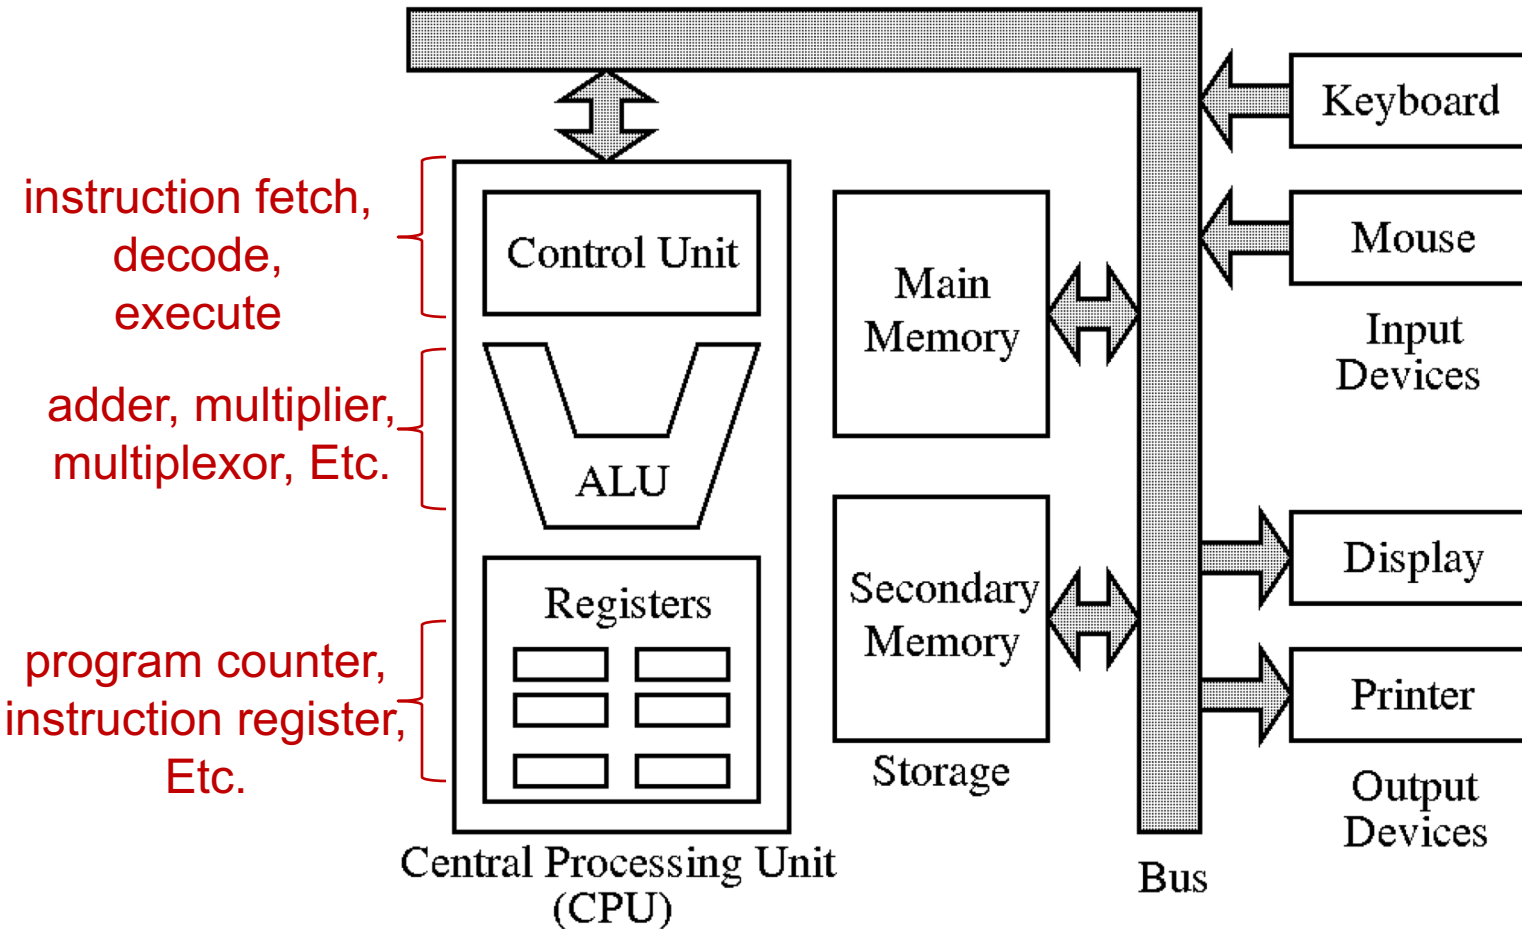 instruction fetch,
decode,
execute
adder, multiplier,
multiplexor, Etc.
program counter,
instruction register,
Etc.
Control Unit
ALU
Registers
Central Processing Unit
(CPU)
Main
Memory
Secondary
Memory
Storage
Bus
Keyboard
Mouse
Input
Devices
Display
Printer
Output
Devices